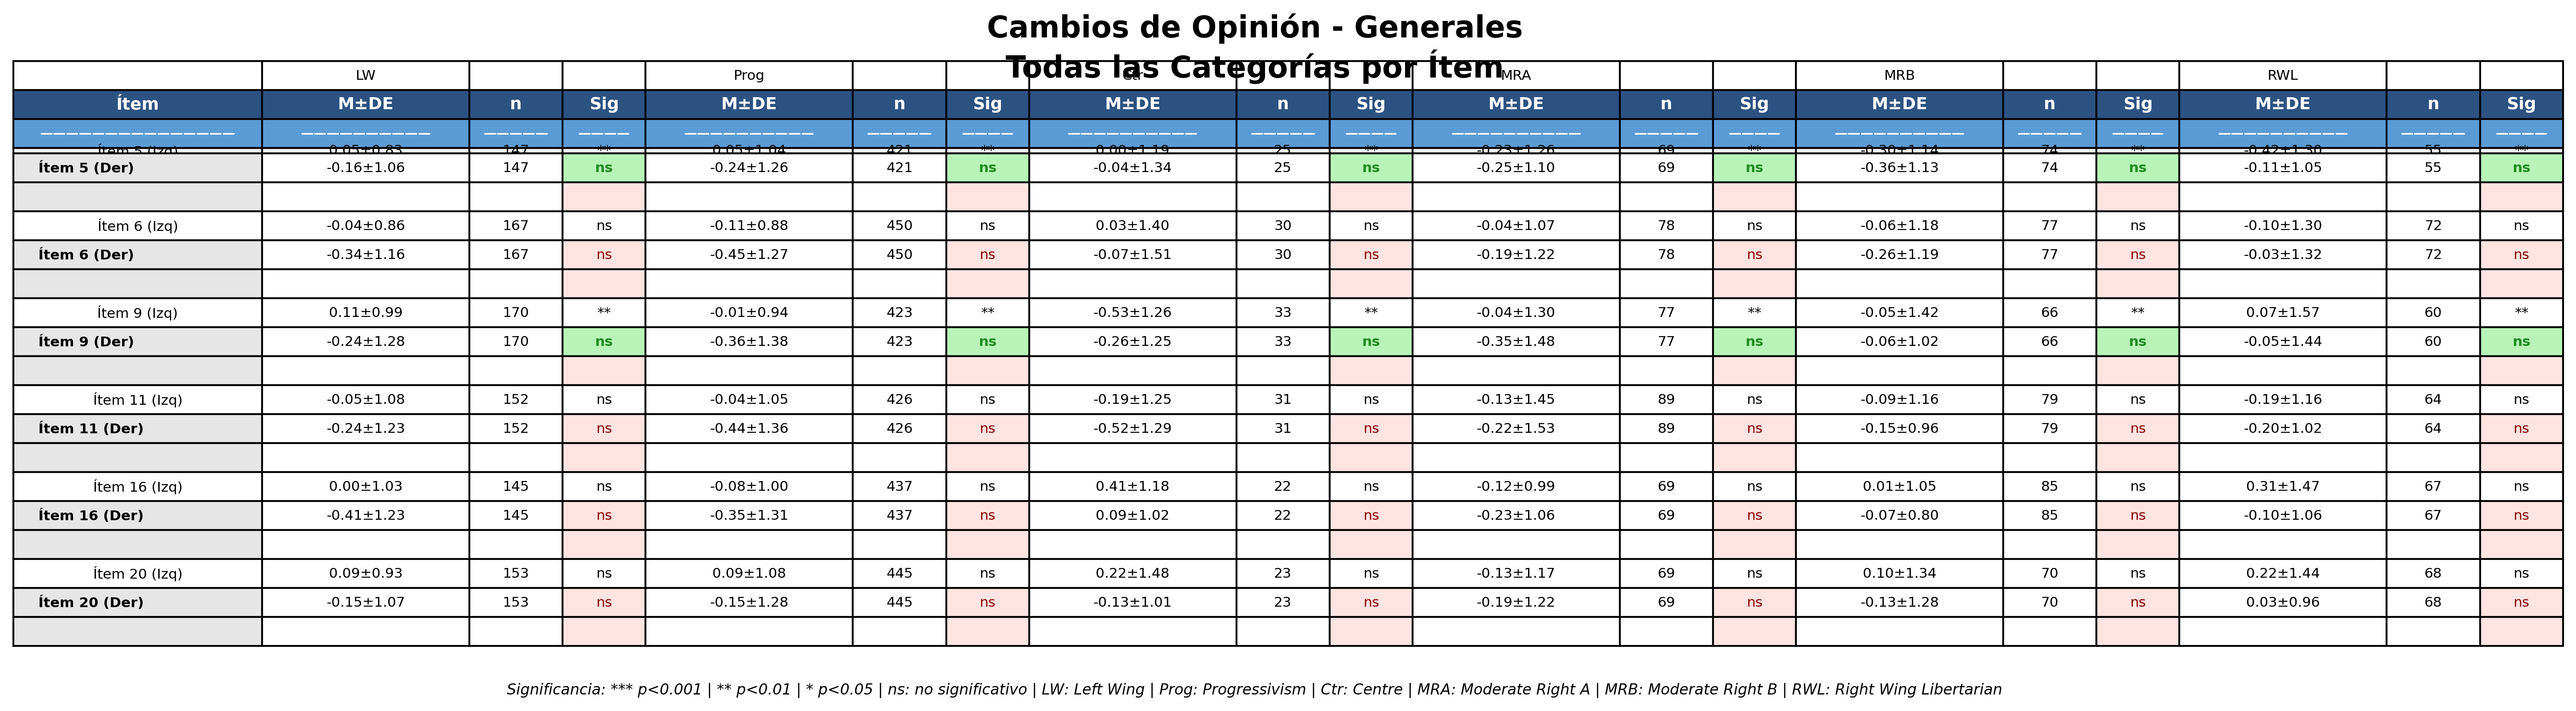 Cambios de Opinión - Generales
Todas las Categorías por Ítem
LW Prog Ctr MRA MRB RWL
Ítem M±DE n Sig M±DE n Sig M±DE n Sig M±DE n Sig M±DE n Sig M±DE n Sig
——————————————— —————————— ————— ———— —————————— ————— ———— —————————— ————— ———— —————————— ————— ———— —————————— ————— ———— —————————— ————— ————
Ítem 5 (Izq) 0.05±0.83 147 ** 0.05±1.04 421 ** 0.00±1.19 25 ** -0.23±1.26 69 ** -0.30±1.14 74 ** -0.42±1.30 55 **
Ítem 5 (Der) -0.16±1.06 147 ns -0.24±1.26 421 ns -0.04±1.34 25 ns -0.25±1.10 69 ns -0.36±1.13 74 ns -0.11±1.05 55 ns
Ítem 6 (Izq) -0.04±0.86 167 ns -0.11±0.88 450 ns 0.03±1.40 30 ns -0.04±1.07 78 ns -0.06±1.18 77 ns -0.10±1.30 72 ns
Ítem 6 (Der) -0.34±1.16 167 ns -0.45±1.27 450 ns -0.07±1.51 30 ns -0.19±1.22 78 ns -0.26±1.19 77 ns -0.03±1.32 72 ns
Ítem 9 (Izq) 0.11±0.99 170 ** -0.01±0.94 423 ** -0.53±1.26 33 ** -0.04±1.30 77 ** -0.05±1.42 66 ** 0.07±1.57 60 **
Ítem 9 (Der) -0.24±1.28 170 ns -0.36±1.38 423 ns -0.26±1.25 33 ns -0.35±1.48 77 ns -0.06±1.02 66 ns -0.05±1.44 60 ns
Ítem 11 (Izq) -0.05±1.08 152 ns -0.04±1.05 426 ns -0.19±1.25 31 ns -0.13±1.45 89 ns -0.09±1.16 79 ns -0.19±1.16 64 ns
Ítem 11 (Der) -0.24±1.23 152 ns -0.44±1.36 426 ns -0.52±1.29 31 ns -0.22±1.53 89 ns -0.15±0.96 79 ns -0.20±1.02 64 ns
Ítem 16 (Izq) 0.00±1.03 145 ns -0.08±1.00 437 ns 0.41±1.18 22 ns -0.12±0.99 69 ns 0.01±1.05 85 ns 0.31±1.47 67 ns
Ítem 16 (Der) -0.41±1.23 145 ns -0.35±1.31 437 ns 0.09±1.02 22 ns -0.23±1.06 69 ns -0.07±0.80 85 ns -0.10±1.06 67 ns
Ítem 20 (Izq) 0.09±0.93 153 ns 0.09±1.08 445 ns 0.22±1.48 23 ns -0.13±1.17 69 ns 0.10±1.34 70 ns 0.22±1.44 68 ns
Ítem 20 (Der) -0.15±1.07 153 ns -0.15±1.28 445 ns -0.13±1.01 23 ns -0.19±1.22 69 ns -0.13±1.28 70 ns 0.03±0.96 68 ns
Significancia: *** p<0.001 | ** p<0.01 | * p<0.05 | ns: no significativo | LW: Left Wing | Prog: Progressivism | Ctr: Centre | MRA: Moderate Right A | MRB: Moderate Right B | RWL: Right Wing Libertarian